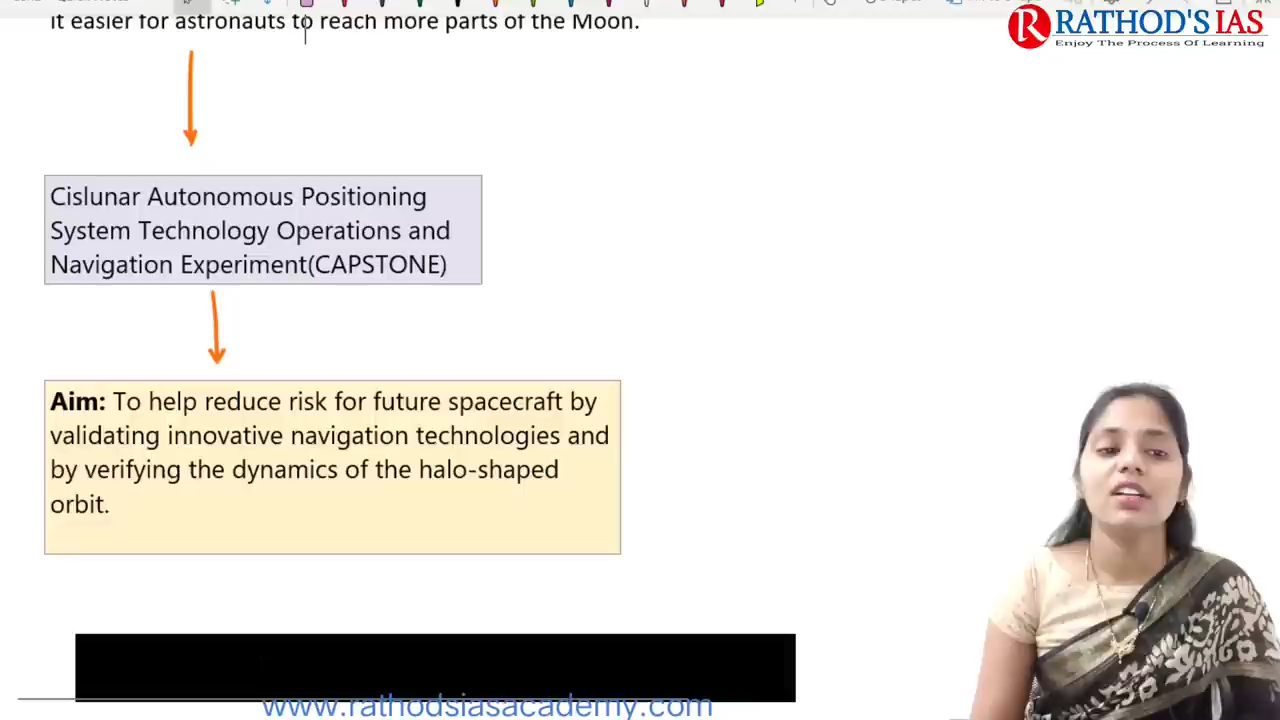 it easier for astronauts to reach more parts of the Moon.
RATHOD'S IAS
Enjoy The Process Of Learning
Cislunar Autonomous Positioning
System Technology Operations and
Navigation Experiment(CAPSTONE)
Aim: To help reduce risk for future spacecraft by
validating innovative navigation technologies and
by verifying the dynamics of the halo-shaped
orbit.
www.rathodsiasacademy.com